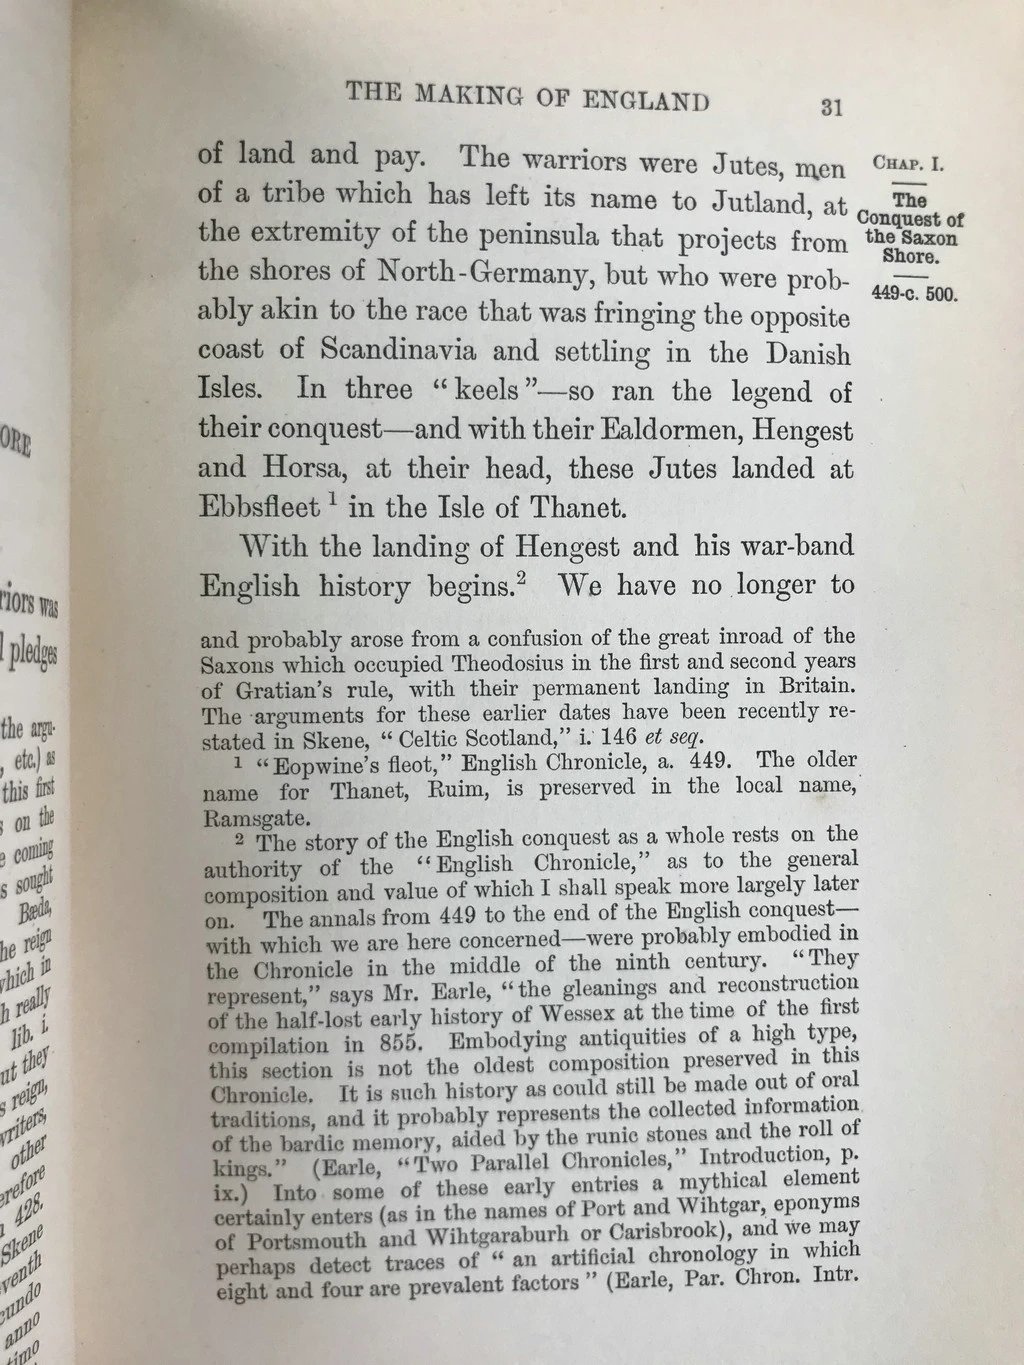 THE MAKING OF ENGLAND
31
of land and pay. The warriors were Jutes, men
of a tribe which has left its name to Jutland, at
the extremity of the peninsula that projects from
the shores of North-Germany, but who were prob-
ably akin to the race that was fringing the opposite
coast of Scandinavia and settling in the Danish
Isles. In three “keels”—so ran the legend of
their conquest—and with their Ealdormen, Hengest
and Horsa, at their head, these Jutes landed at
Ebbsfleet¹ in the Isle of Thanet.
With the landing of Hengest and his war-band
English history begins.² We have no longer to
CHAP. I.
The
Conquest of
the Saxon
Shore.
449-c. 500.
and probably arose from a confusion of the great inroad of the
Saxons which occupied Theodosius in the first and second years
of Gratian’s rule, with their permanent landing in Britain.
The arguments for these earlier dates have been recently re-
stated in Skene, “Celtic Scotland,” i. 146 et seq.
¹ “Eopwine’s fleot,” English Chronicle, a. 449. The older
name for Thanet, Ruim, is preserved in the local name,
Ramsgate.
² The story of the English conquest as a whole rests on the
authority of the “English Chronicle,” as to the general
composition and value of which I shall speak more largely later
on. The annals from 449 to the end of the English conquest—
with which we are here concerned—were probably embodied in
the Chronicle in the middle of the ninth century. “They
represent,” says Mr. Earle, “the gleanings and reconstruction
of the half-lost early history of Wessex at the time of the first
compilation in 855. Embodying antiquities of a high type,
this section is not the oldest composition preserved in this
Chronicle. It is such history as could still be made out of oral
traditions, and it probably represents the collected information
of the bardic memory, aided by the runic stones and the roll of
kings.” (Earle, “Two Parallel Chronicles,” Introduction, p.
ix.) Into some of these early entries a mythical element
certainly enters (as in the names of Port and Wihtgar, eponyms
of Portsmouth and Wihtgaraburh or Carisbrook), and we may
perhaps detect traces of “an artificial chronology in which
eight and four are prevalent factors” (Earle, Par. Chron. Intr.